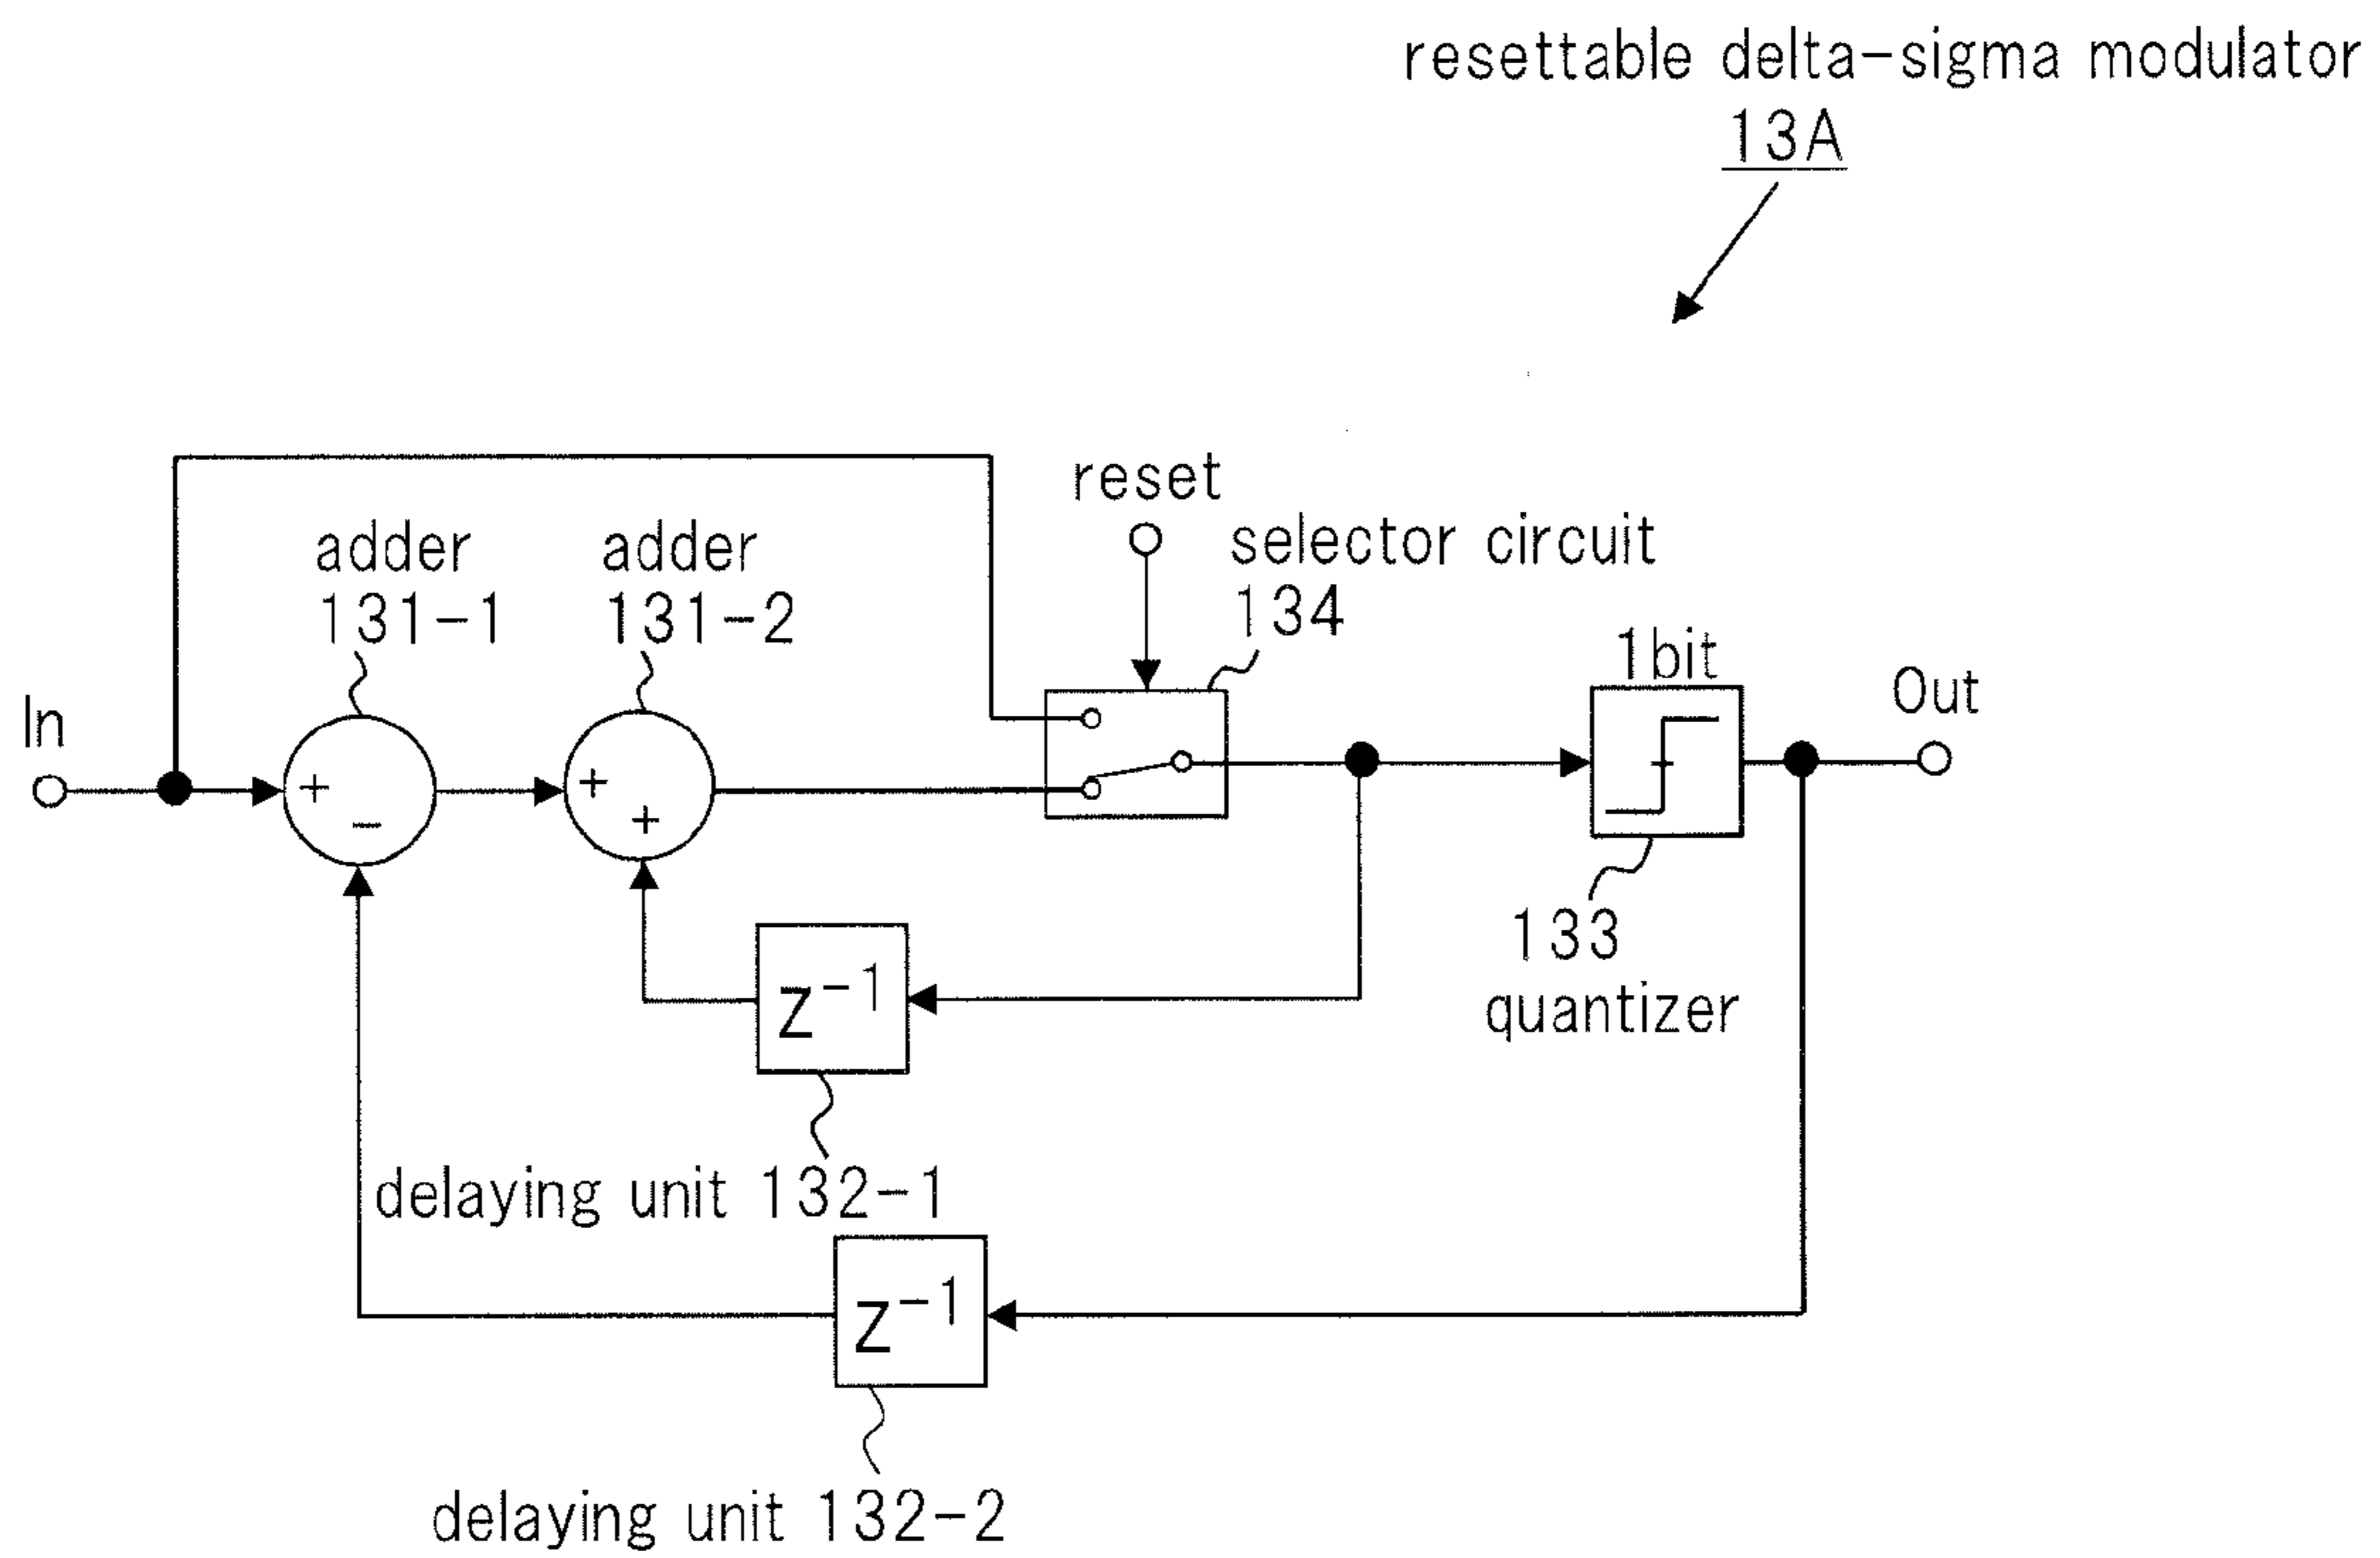 resettable delta-sigma modulator
13A
reset
selector circuit
134
adder
131-1
adder
131-2
1bit
In
Out
+
-
+
+
133
quantizer
z⁻¹
delaying unit 132-1
z⁻¹
delaying unit 132-2